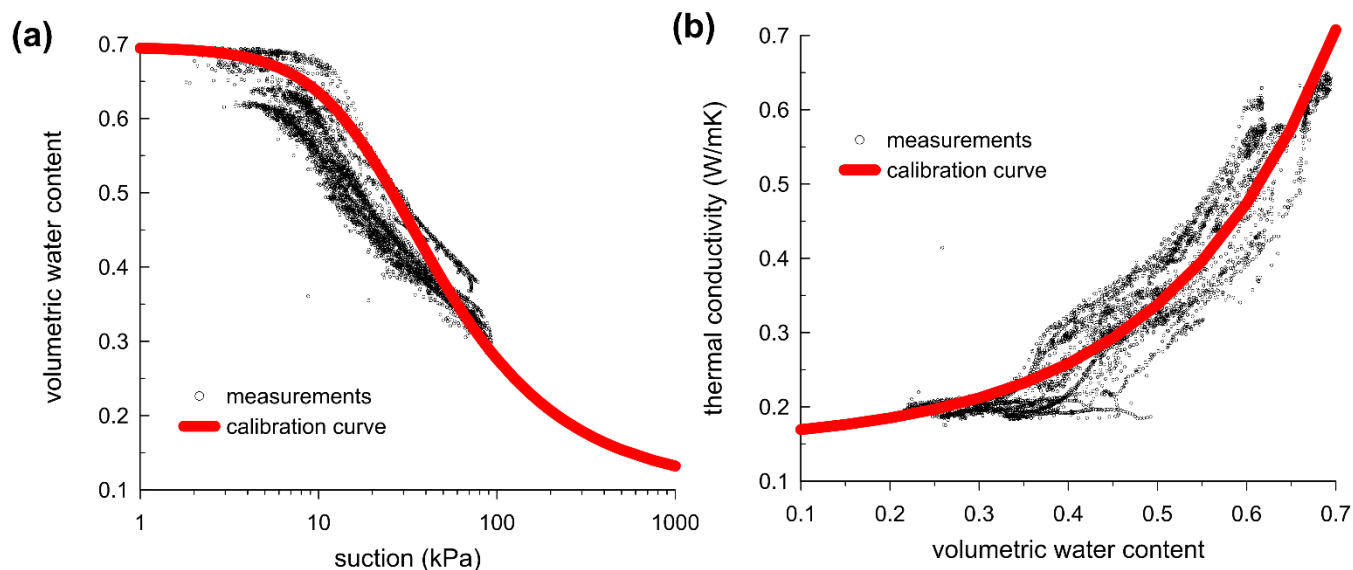 (a)
volumetric water content
0.7
0.6
0.5
0.4
0.3
0.2
0.1
measurements
calibration curve
1
10
100
1000
suction (kPa)
(b)
thermal conductivity (W/mK)
0.7
0.6
0.5
0.4
0.3
0.2
0.1
measurements
calibration curve
0.1
0.2
0.3
0.4
0.5
0.6
0.7
volumetric water content